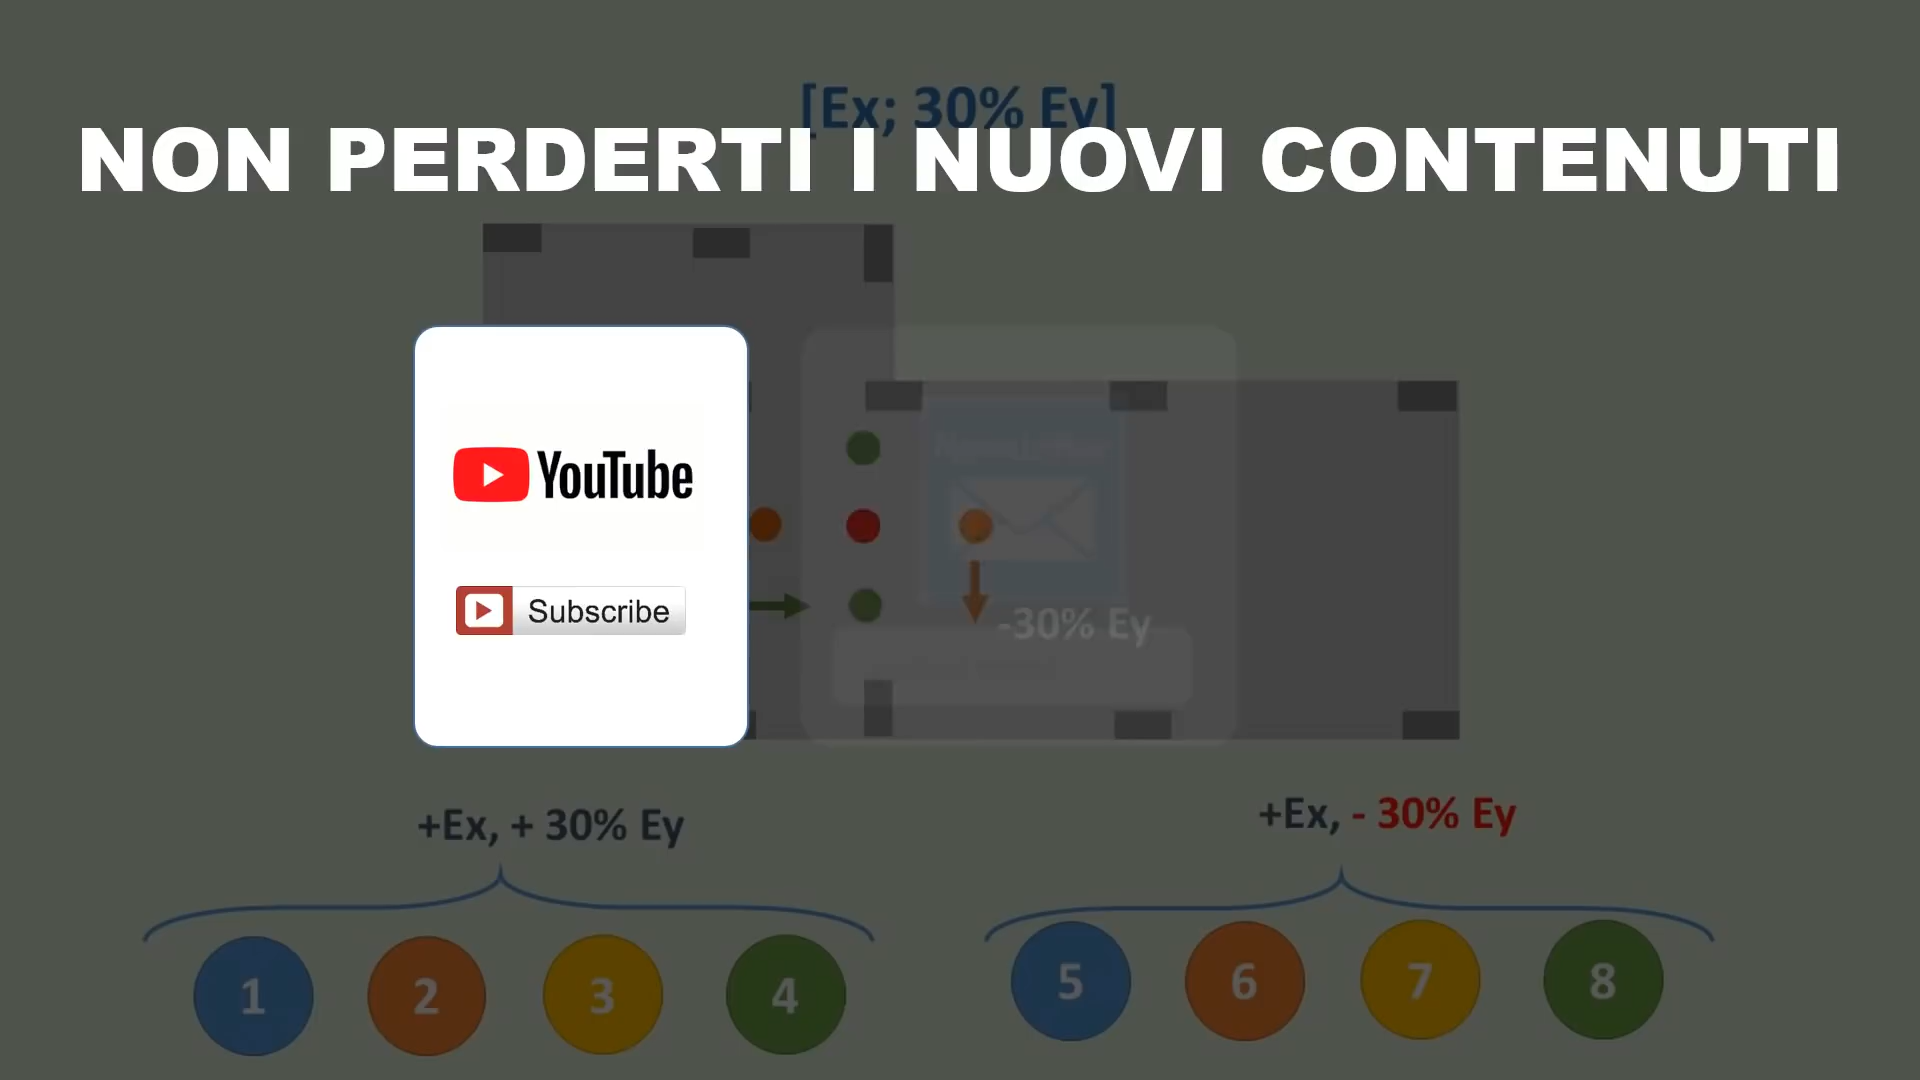 [Ex; 30% Ey]
NON PERDERTI I NUOVI CONTENUTI
YouTube
Subscribe
-30% Ey
+Ex, + 30% Ey
+Ex, - 30% Ey
1 2 3 4
5 6 7 8